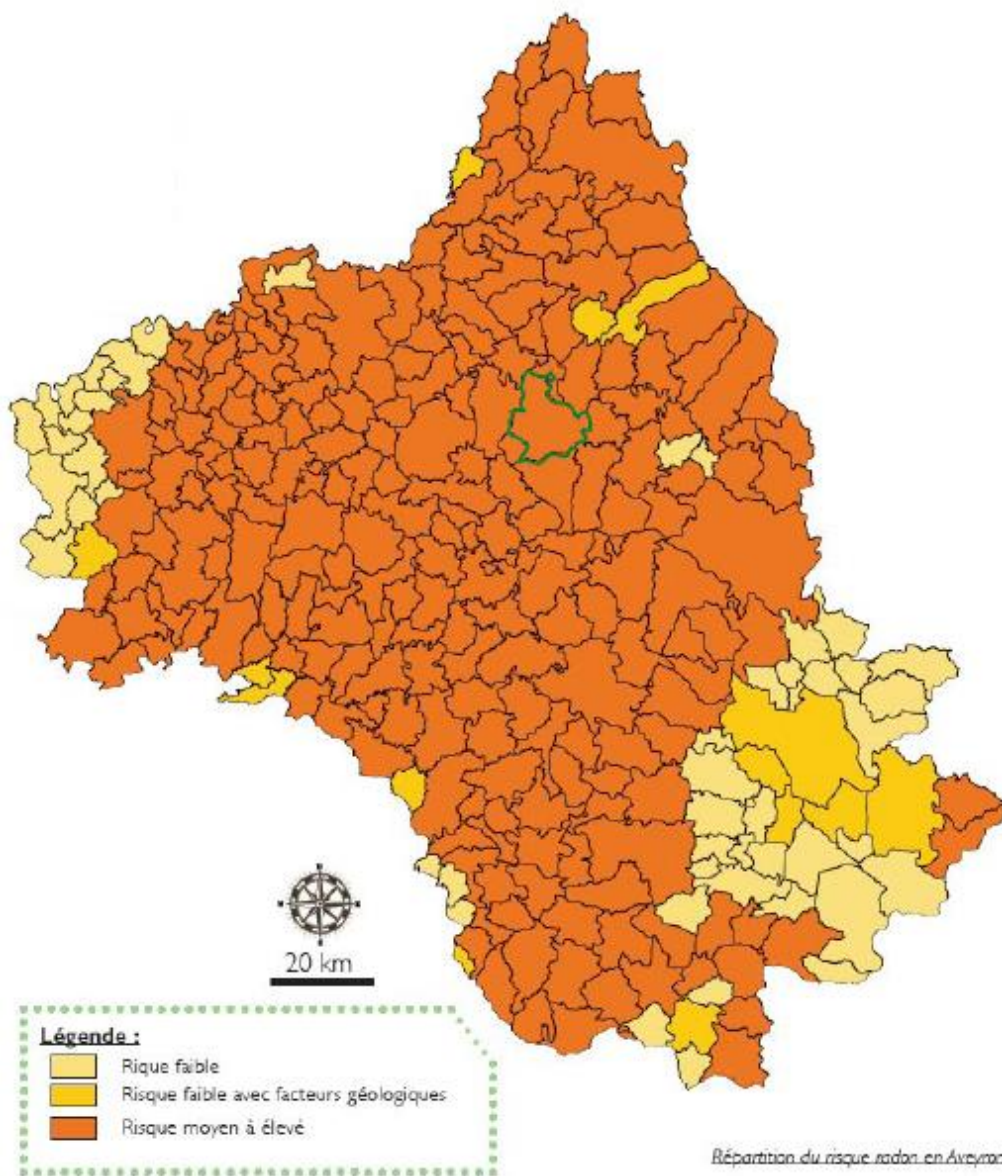 20 km
Légende :
Rique faible
Risque faible avec facteurs géologiques
Risque moyen à élevé
Répartition du risque radon en Aveyron